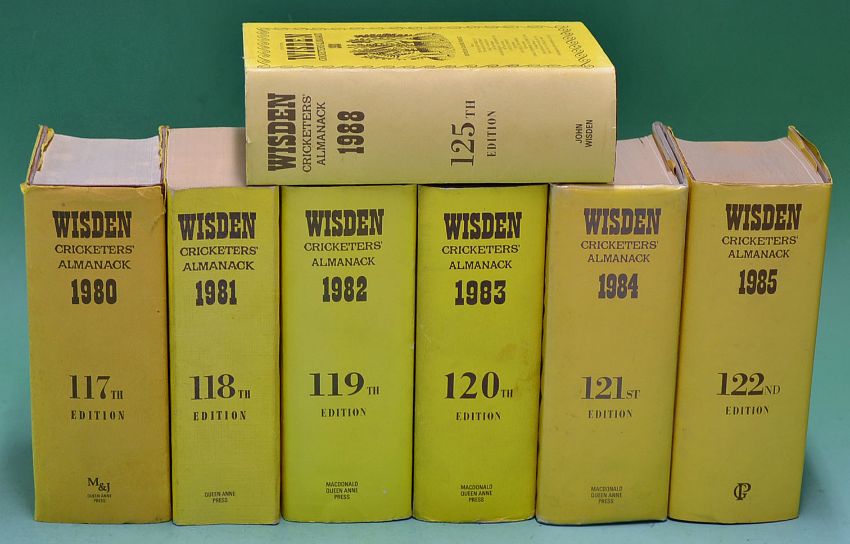 WISDEN
CRICKETERS' ALMANACK
WISDEN
CRICKETERS'
ALMANACK
1988
125TH
EDITION
JOHN
WISDEN
WISDEN
CRICKETERS'
ALMANACK
1980
117TH
EDITION
M&J
QUEEN ANNE
PRESS
WISDEN
CRICKETERS'
ALMANACK
1981
118TH
EDITION
QUEEN ANNE
PRESS
WISDEN
CRICKETERS'
ALMANACK
1982
119TH
EDITION
MACDONALD
QUEEN ANNE
PRESS
WISDEN
CRICKETERS'
ALMANACK
1983
120TH
EDITION
MACDONALD
QUEEN ANNE
PRESS
WISDEN
CRICKETERS'
ALMANACK
1984
121ST
EDITION
MACDONALD
QUEEN ANNE
PRESS
WISDEN
CRICKETERS'
ALMANACK
1985
122ND
EDITION